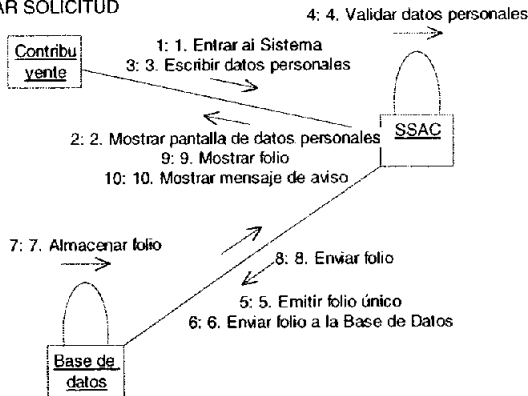 AR SOLICITUD
4: 4. Validar datos personales
Contribu
yente
1: 1. Entrar al Sistema
3: 3. Escribir datos personales
SSAC
2: 2. Mostrar pantalla de datos personales
9: 9. Mostrar folio
10: 10. Mostrar mensaje de aviso
7: 7. Almacenar folio
8: 8. Enviar folio
5: 5. Emitir folio único
6: 6. Enviar folio a la Base de Datos
Base de
datos